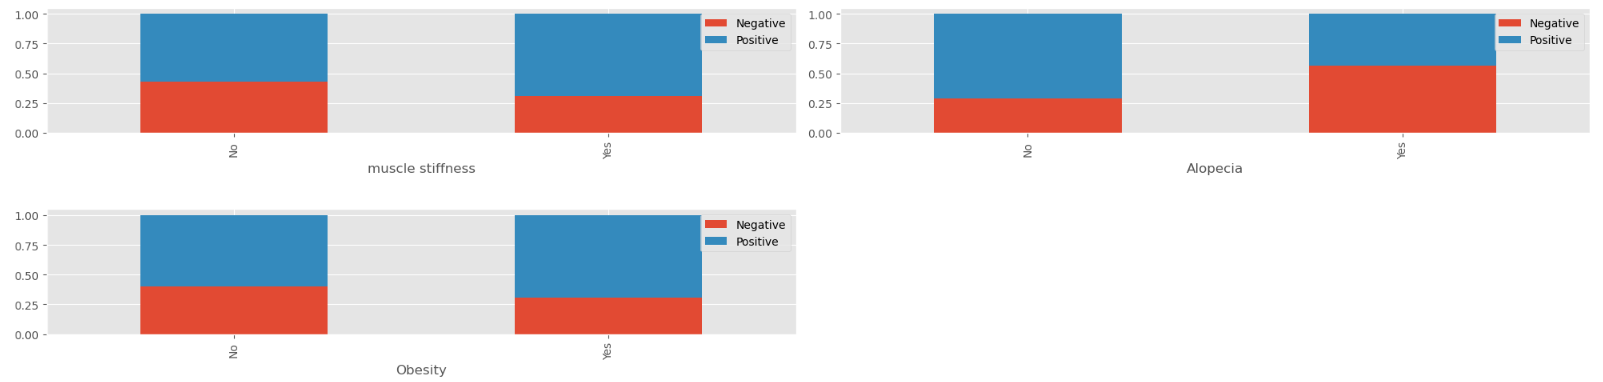 1.00
0.75
0.50
0.25
0.00
No
Yes
muscle stiffness
Negative
Positive
1.00
0.75
0.50
0.25
0.00
No
Yes
Alopecia
Negative
Positive
1.00
0.75
0.50
0.25
0.00
No
Yes
Obesity
Negative
Positive